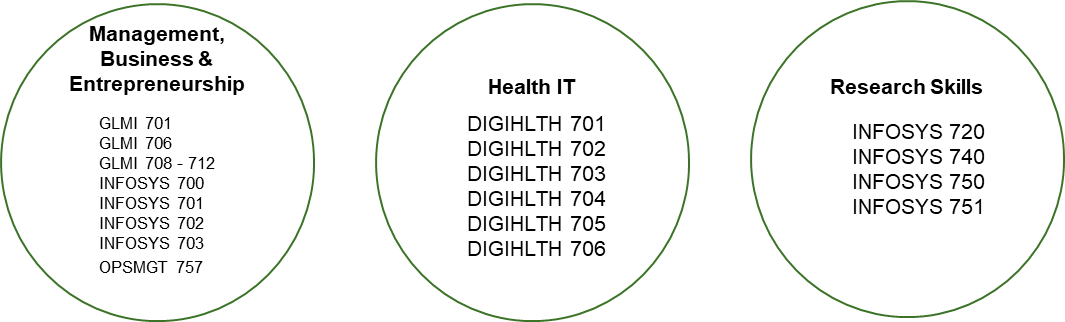 Management,
Business &
Entrepreneurship
GLMI 701
GLMI 706
GLMI 708 - 712
INFOSYS 700
INFOSYS 701
INFOSYS 702
INFOSYS 703
OPSMGT 757
Health IT
DIGIHLTH 701
DIGIHLTH 702
DIGIHLTH 703
DIGIHLTH 704
DIGIHLTH 705
DIGIHLTH 706
Research Skills
INFOSYS 720
INFOSYS 740
INFOSYS 750
INFOSYS 751